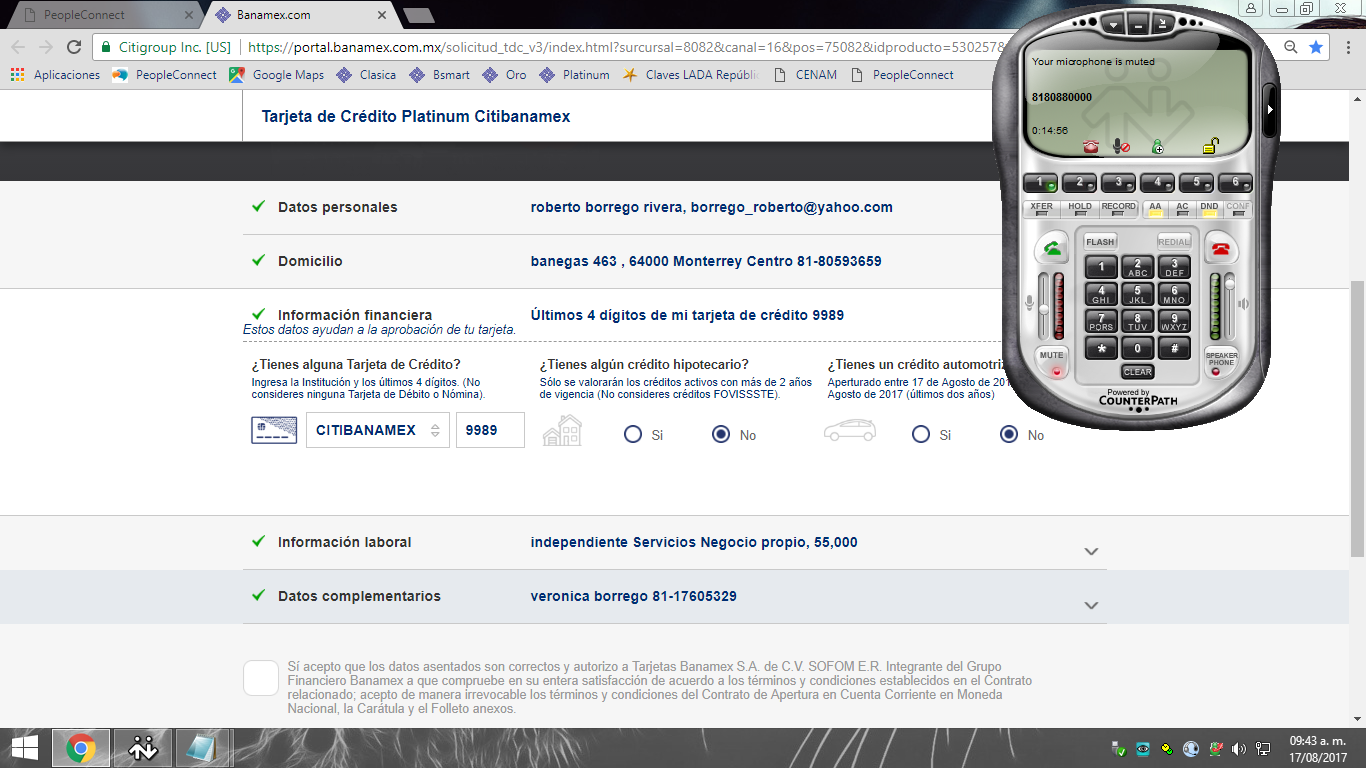 PeopleConnect
Banamex.com
Citigroup Inc. [US]
https://portal.banamex.com.mx/solicitud_tdc_v3/index.html?surcursal=8082&canal=16&pos=75082&idproducto=530257&
Aplicaciones PeopleConnect Google Maps Clasica Bsmart Oro Platinum Claves LADA Repúblic CENAM PeopleConnect
Tarjeta de Crédito Platinum Citibanamex
Datos personales roberto borrego rivera, borrego_roberto@yahoo.com
Domicilio banegas 463 , 64000 Monterrey Centro 81-80593659
Información financiera Últimos 4 dígitos de mi tarjeta de crédito 9989
Estos datos ayudan a la aprobación de tu tarjeta.
¿Tienes alguna Tarjeta de Crédito?
Ingresa la Institución y los últimos 4 dígitos. (No
consideres ninguna Tarjeta de Débito o Nómina).
CITIBANAMEX 9989
¿Tienes algún crédito hipotecario?
Sólo se valorarán los créditos activos con más de 2 años
de vigencia (No consideres créditos FOVISSSTE).
Si No
¿Tienes un crédito automotri
Aperturado entre 17 de Agosto de 201
Agosto de 2017 (últimos dos años)
Si No
Información laboral independiente Servicios Negocio propio, 55,000
Datos complementarios veronica borrego 81-17605329
Sí acepto que los datos asentados son correctos y autorizo a Tarjetas Banamex S.A. de C.V. SOFOM E.R. Integrante del Grupo
Financiero Banamex a que compruebe en su entera satisfacción de acuerdo a los términos y condiciones establecidos en el Contrato
relacionado; acepto de manera irrevocable los términos y condiciones del Contrato de Apertura en Cuenta Corriente en Moneda
Nacional, la Carátula y el Folleto anexos.
Your microphone is muted
8180880000
0:14:56
1 2 3 4 5 6
XFER HOLD RECORD AA AC DND CONF
FLASH REDIAL
1 2 ABC 3 DEF
4 GHI 5 JKL 6 MNO
7 PQRS 8 TUV 9 WXYZ
* 0 #
MUTE
SPEAKER
PHONE
CLEAR
Powered by
COUNTERPATH
09:43 a. m.
17/08/2017